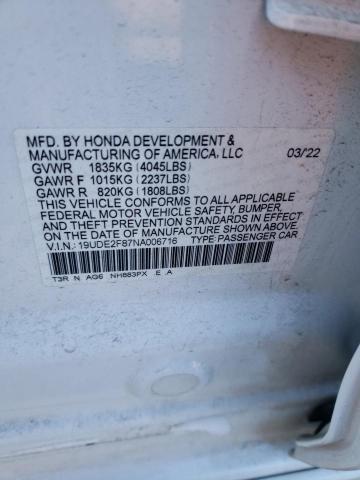 MFD. BY HONDA DEVELOPMENT &
MANUFACTURING OF AMERICA, LLC 03/22
GVWR 1835KG (4045LBS)
GAWR F 1015KG (2237LBS)
GAWR R 820KG (1808LBS)
THIS VEHICLE CONFORMS TO ALL APPLICABLE
FEDERAL MOTOR VEHICLE SAFETY, BUMPER,
AND THEFT PREVENTION STANDARDS IN
EFFECT ON THE DATE OF MANUFACTURE
SHOWN ABOVE.
V.I.N.: 19UDE2F87NA006716 TYPE: PASSENGER CAR
T3R N AG6 NH883PX E A